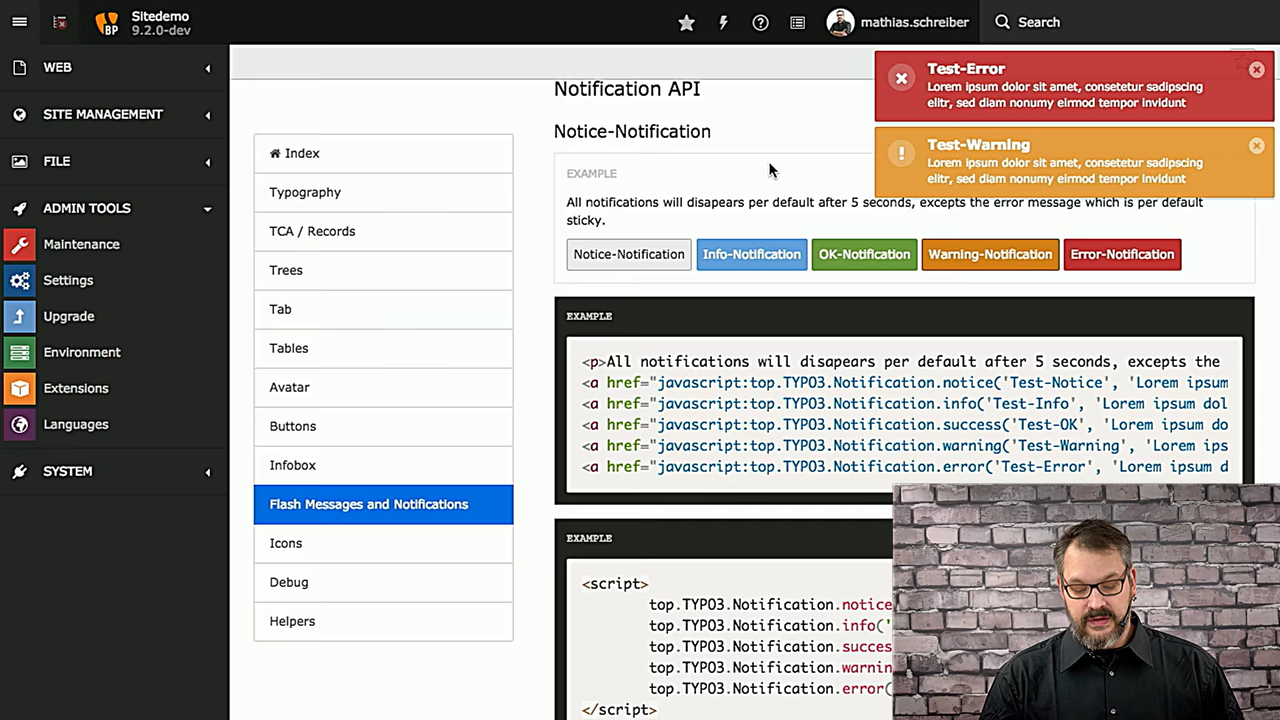 Sitedemo
9.2.0-dev
BP
mathias.schreiber
Search
WEB
SITE MANAGEMENT
FILE
ADMIN TOOLS
Maintenance
Settings
Upgrade
Environment
Extensions
Languages
SYSTEM
Index
Typography
TCA / Records
Trees
Tab
Tables
Avatar
Buttons
Infobox
Flash Messages and Notifications
Icons
Debug
Helpers
Test-Error
Lorem ipsum dolor sit amet, consetetur sadipscing
elitr, sed diam nonumy eirmod tempor invidunt
Test-Warning
Lorem ipsum dolor sit amet, consetetur sadipscing
elitr, sed diam nonumy eirmod tempor invidunt
Notification API
Notice-Notification
EXAMPLE
All notifications will disapears per default after 5 seconds, excepts the error message which is per default
sticky.
Notice-Notification Info-Notification OK-Notification Warning-Notification Error-Notification
EXAMPLE
<p>All notifications will disapears per default after 5 seconds, excepts the
<a href="javascript:top.TYPO3.Notification.notice('Test-Notice', 'Lorem ipsum
<a href="javascript:top.TYPO3.Notification.info('Test-Info', 'Lorem ipsum dol
<a href="javascript:top.TYPO3.Notification.success('Test-OK', 'Lorem ipsum do
<a href="javascript:top.TYPO3.Notification.warning('Test-Warning', 'Lorem ips
<a href="javascript:top.TYPO3.Notification.error('Test-Error', 'Lorem ipsum d
EXAMPLE
<script>
top.TYPO3.Notification.notice
top.TYPO3.Notification.info('
top.TYPO3.Notification.succes
top.TYPO3.Notification.warnin
top.TYPO3.Notification.error(
</script>